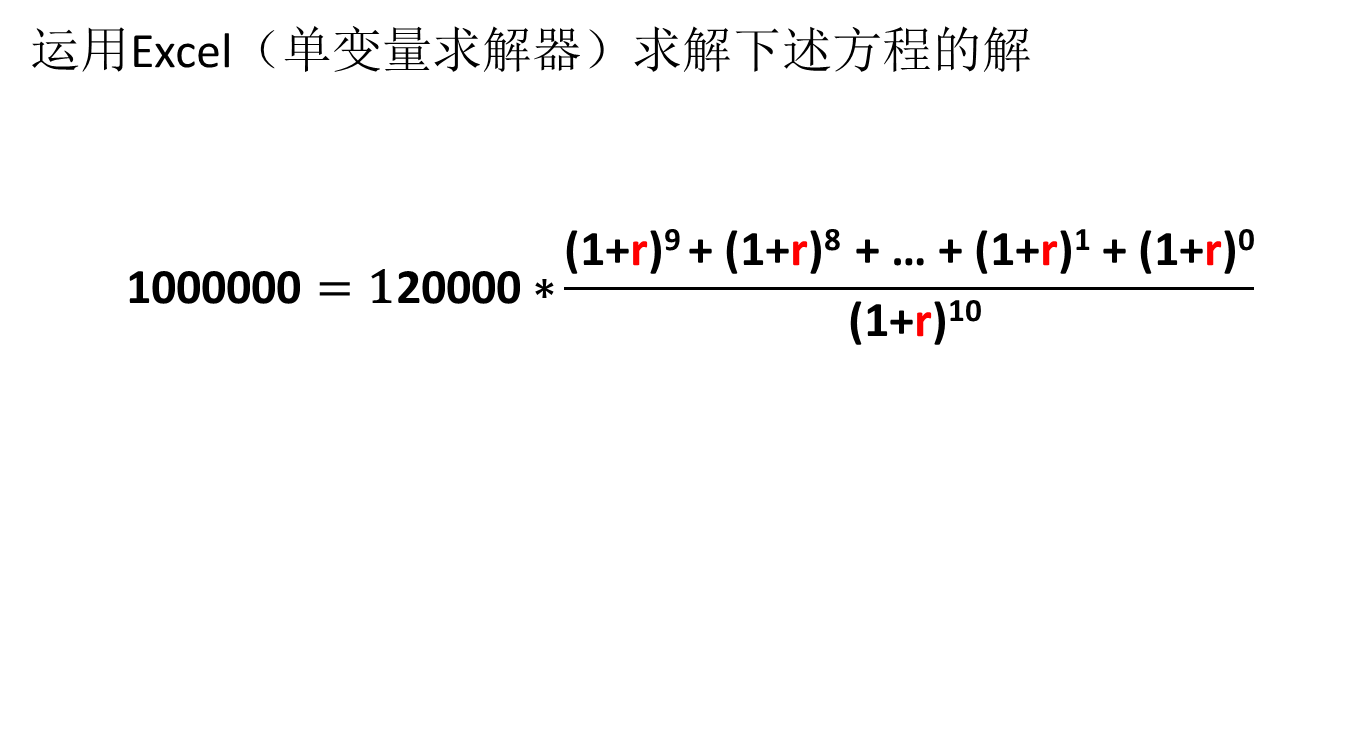 运用Excel（单变量求解器）求解下述方程的解
1000000 = 120000 * \frac{(1+r)^9 + (1+r)^8 + … + (1+r)^1 + (1+r)^0}{(1+r)^{10}}